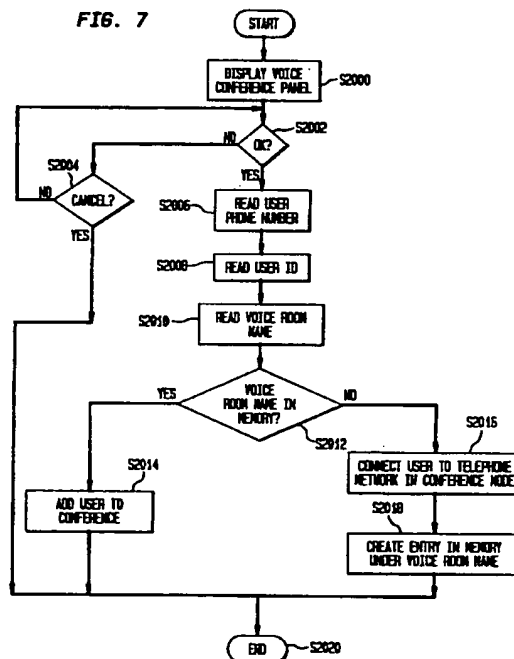 FIG. 7
START
DISPLAY VOICE
CONFERENCE PANEL
S2000
S2002
OK?
NO
YES
S2004
CANCEL?
NO
YES
S2006
READ USER
PHONE NUMBER
S2008
READ USER ID
S2010
READ VOICE ROOM
NAME
YES
VOICE
ROOM NAME IN
MEMORY?
NO
S2012
S2014
ADD USER TO
CONFERENCE
S2016
CONNECT USER TO TELEPHONE
NETWORK IN CONFERENCE MODE
S2018
CREATE ENTRY IN MEMORY
UNDER VOICE ROOM NAME
END
S2020